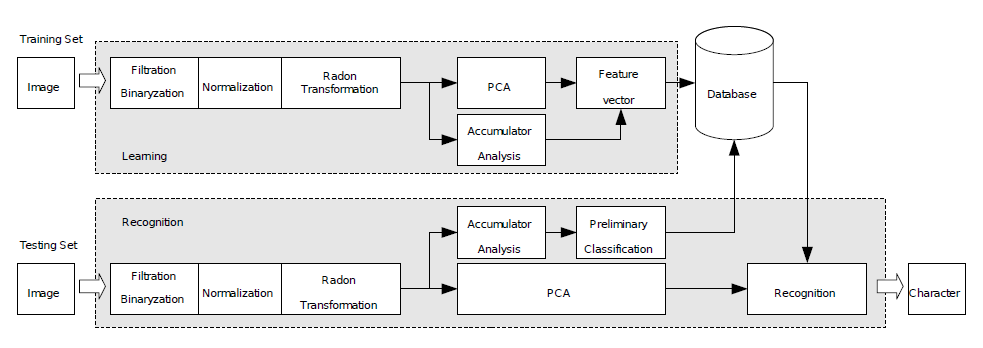 Training Set
Image
Filtration
Binaryzation
Normalization
Radon
Transformation
PCA
Feature
vector
Accumulator
Analysis
Learning
Database
Recognition
Testing Set
Image
Filtration
Binaryzation
Normalization
Radon
Transformation
Accumulator
Analysis
Preliminary
Classification
PCA
Recognition
Character